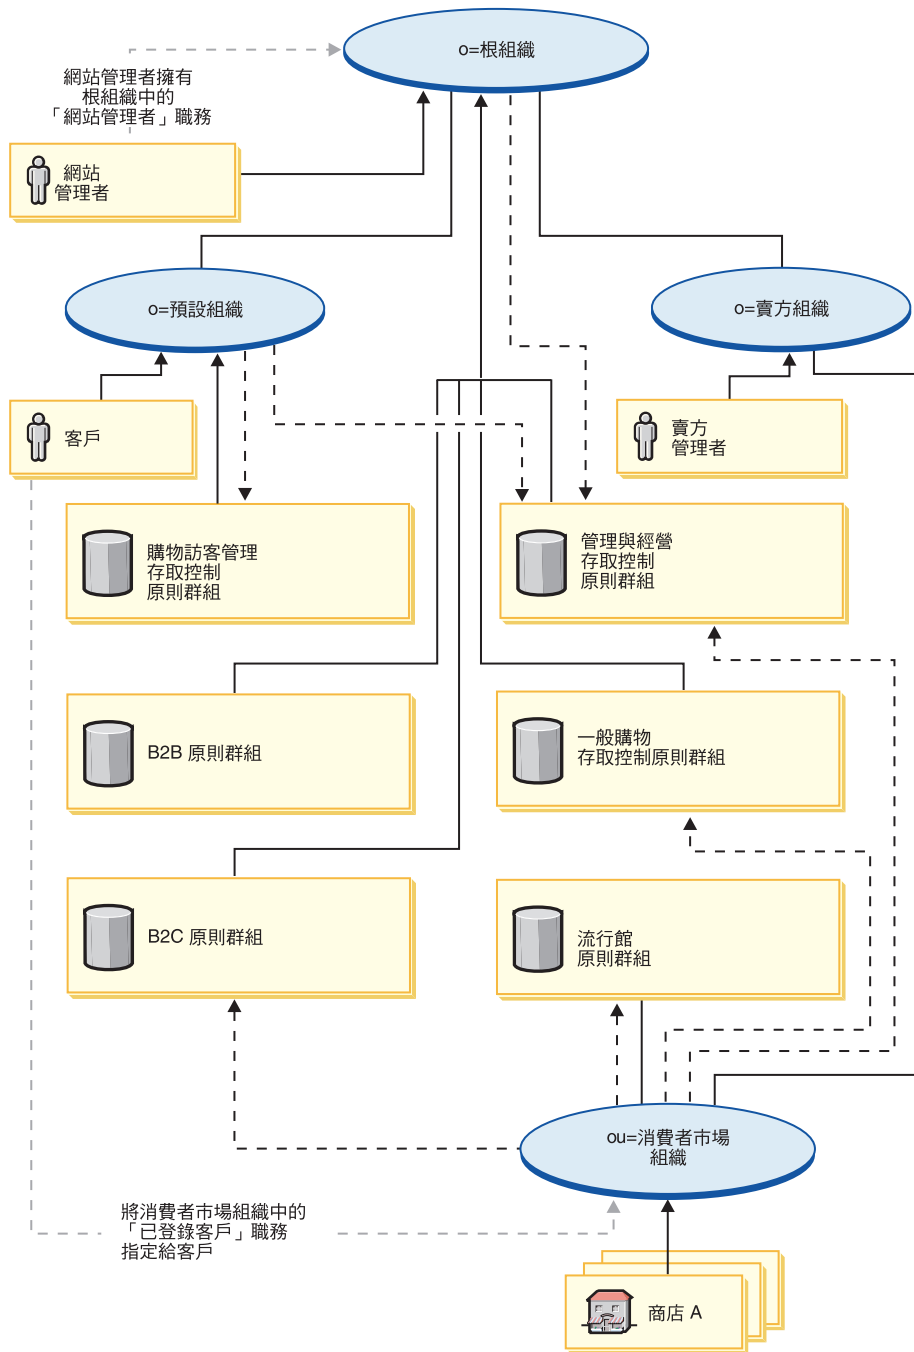 o=根組織
網站管理者擁有
根組織中的
「網站管理者」職務
網站
管理者
o=預設組織
o=賣方組織
客戶
賣方
管理者
購物訪客管理
存取控制
原則群組
管理與經營
存取控制
原則群組
B2B 原則群組
一般購物
存取控制原則群組
B2C 原則群組
流行館
原則群組
ou=消費者市場
組織
將消費者市場組織中的
「已登錄客戶」職務
指定給客戶
商店 A